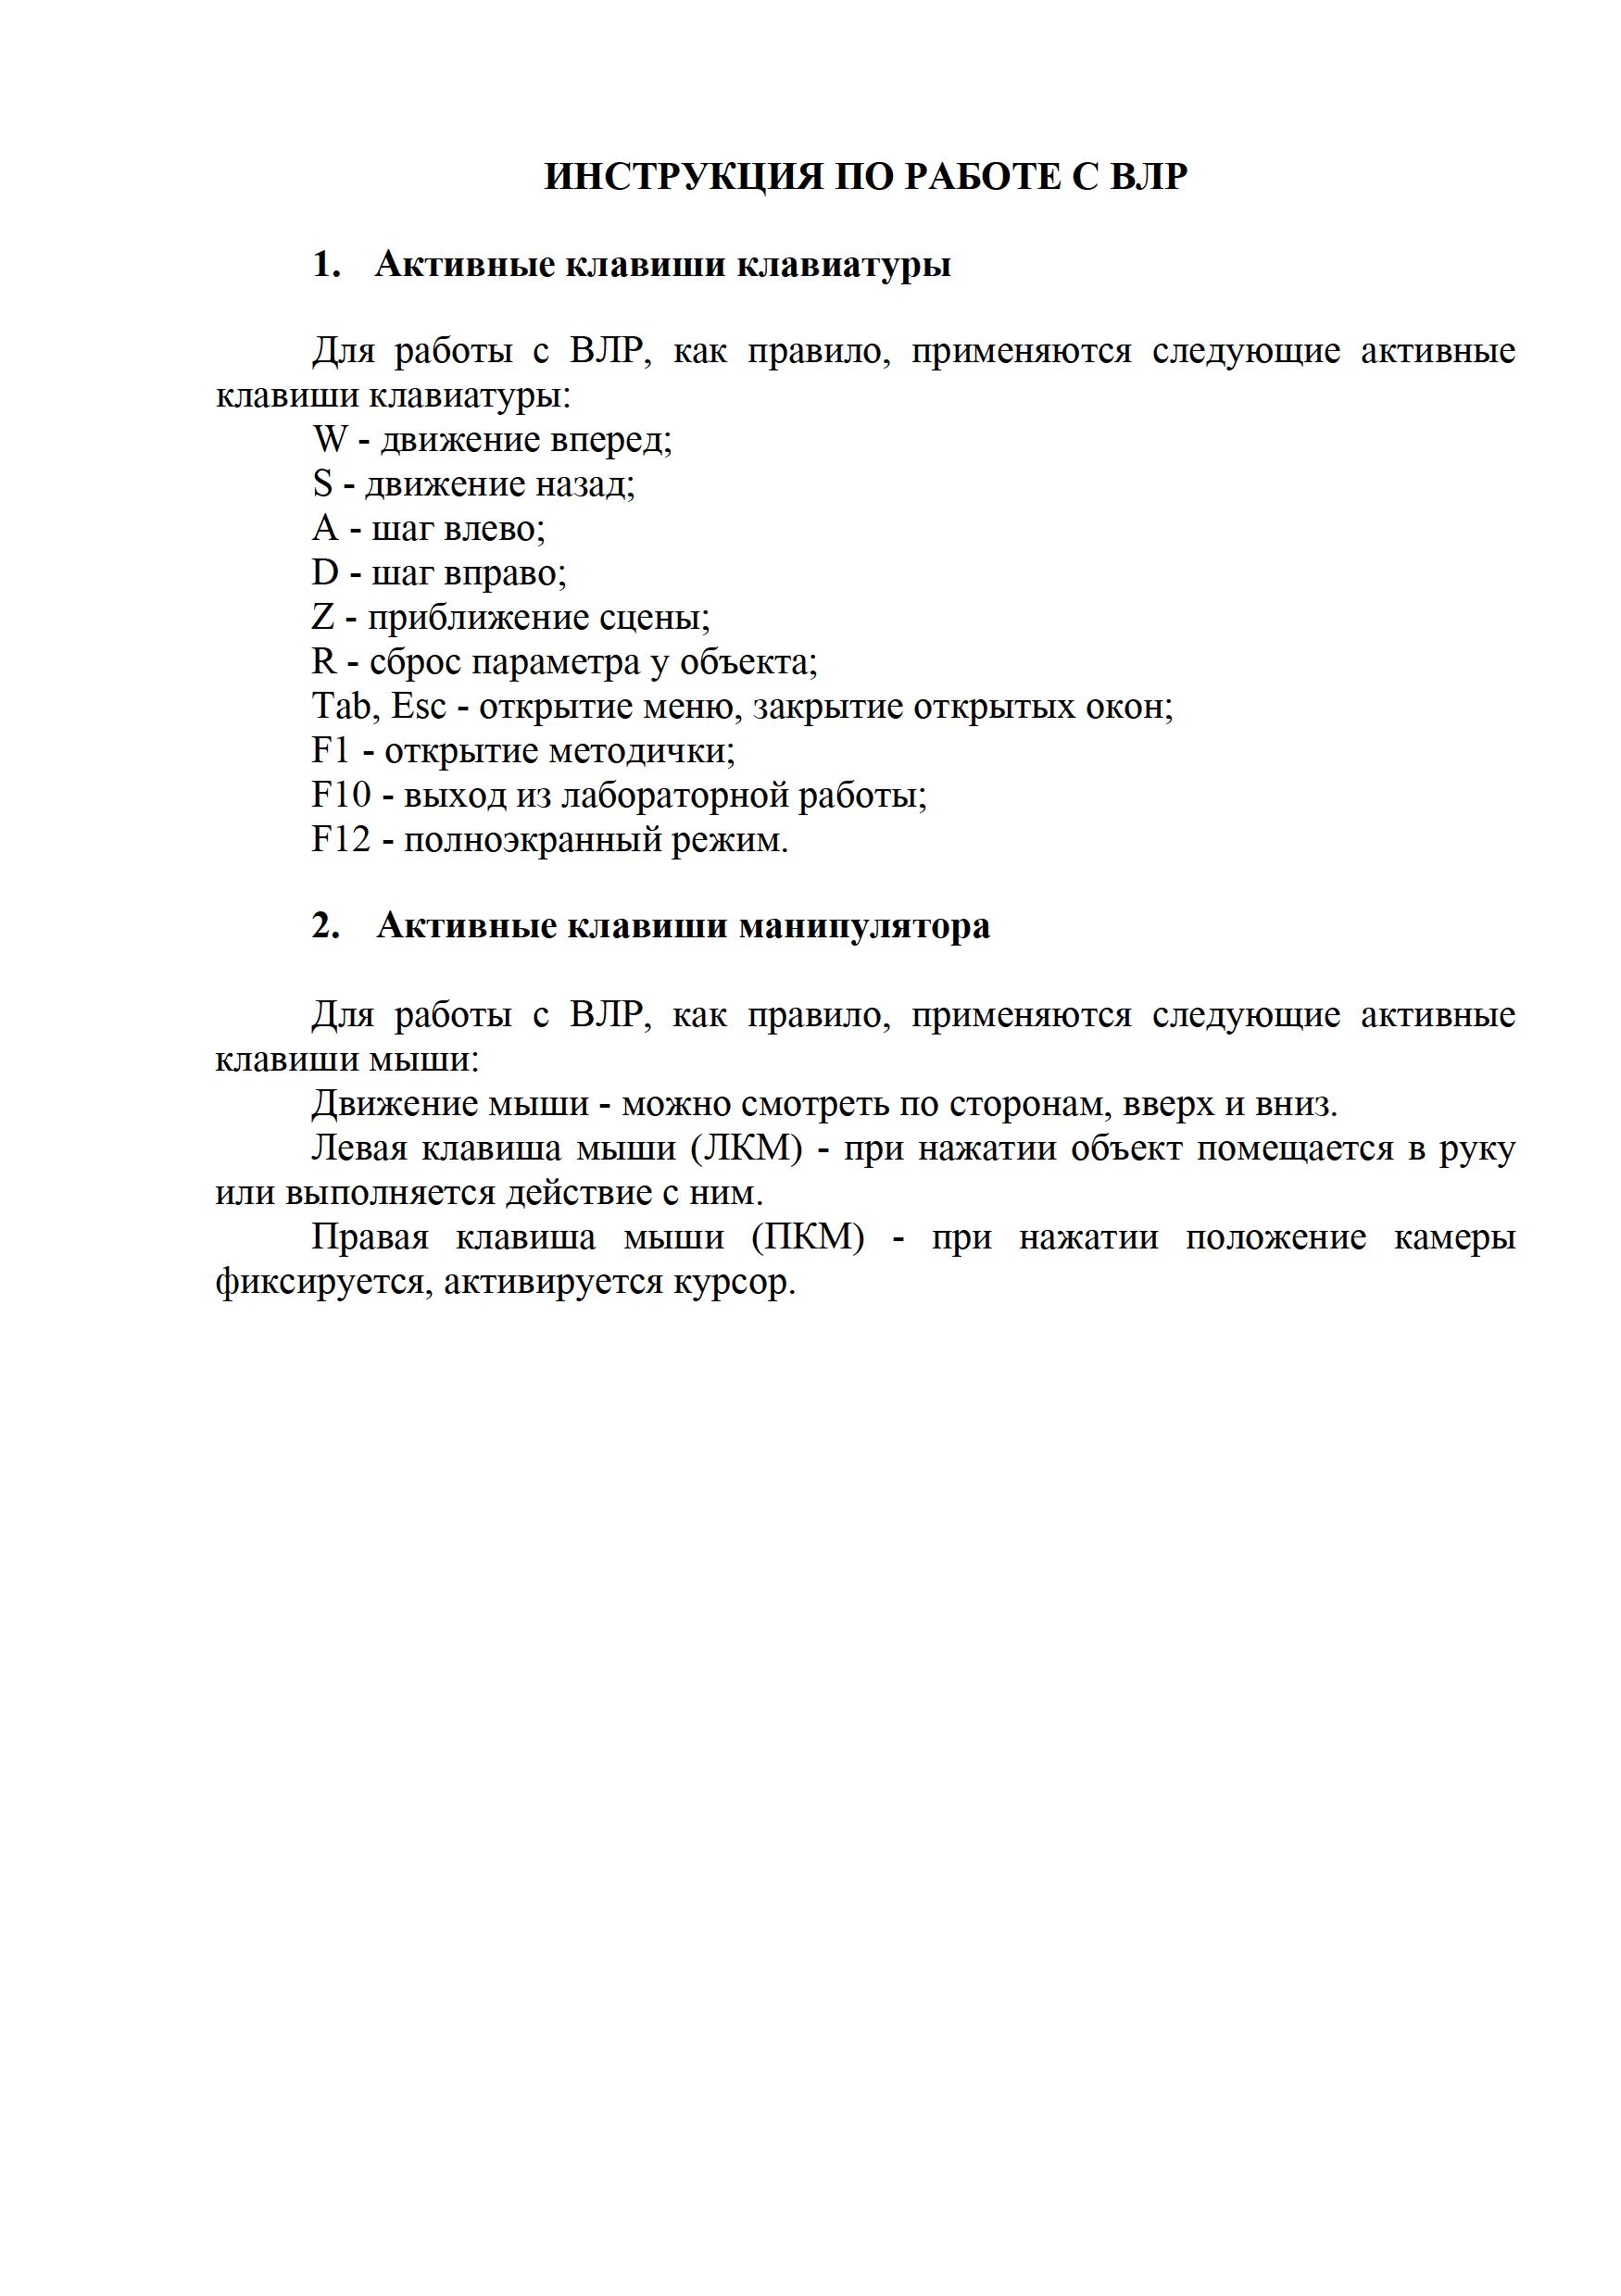 ИНСТРУКЦИЯ ПО РАБОТЕ С ВЛР
1. Активные клавиши клавиатуры
Для работы с ВЛР, как правило, применяются следующие активные
клавиши клавиатуры:
W - движение вперед;
S - движение назад;
A - шаг влево;
D - шаг вправо;
Z - приближение сцены;
R - сброс параметра у объекта;
Tab, Esc - открытие меню, закрытие открытых окон;
F1 - открытие методички;
F10 - выход из лабораторной работы;
F12 - полноэкранный режим.
2. Активные клавиши манипулятора
Для работы с ВЛР, как правило, применяются следующие активные
клавиши мыши:
Движение мыши - можно смотреть по сторонам, вверх и вниз.
Левая клавиша мыши (ЛКМ) - при нажатии объект помещается в руку
или выполняется действие с ним.
Правая клавиша мыши (ПКМ) - при нажатии положение камеры
фиксируется, активируется курсор.